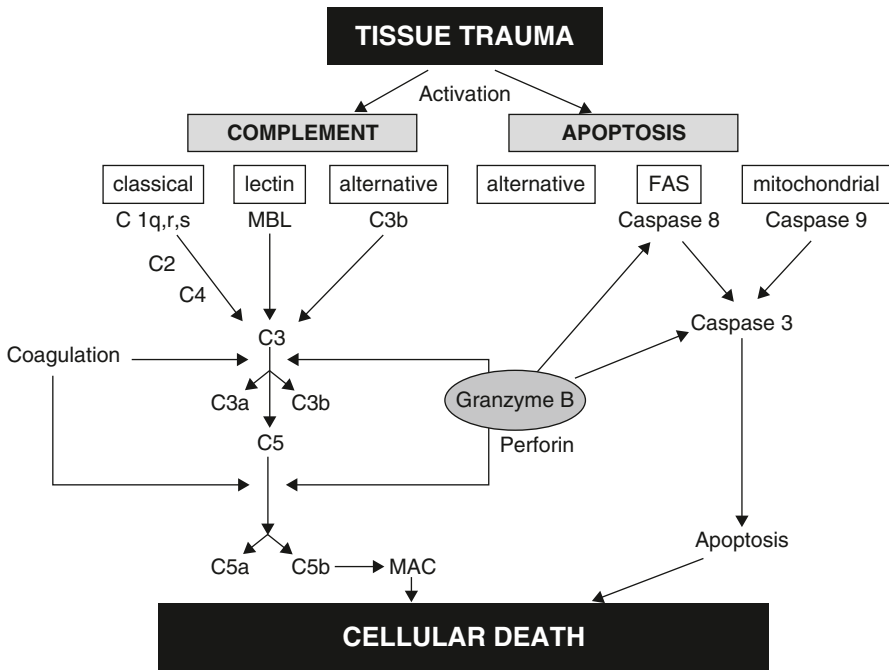 TISSUE TRAUMA
Activation
COMPLEMENT
APOPTOSIS
classical
lectin
alternative
alternative
FAS
mitochondrial
C 1q,r,s
MBL
C3b
Caspase 8
Caspase 9
C2
C4
C3
Caspase 3
Coagulation
C3a
C3b
Granzyme B
C5
Perforin
Apoptosis
C5a
C5b
MAC
CELLULAR DEATH